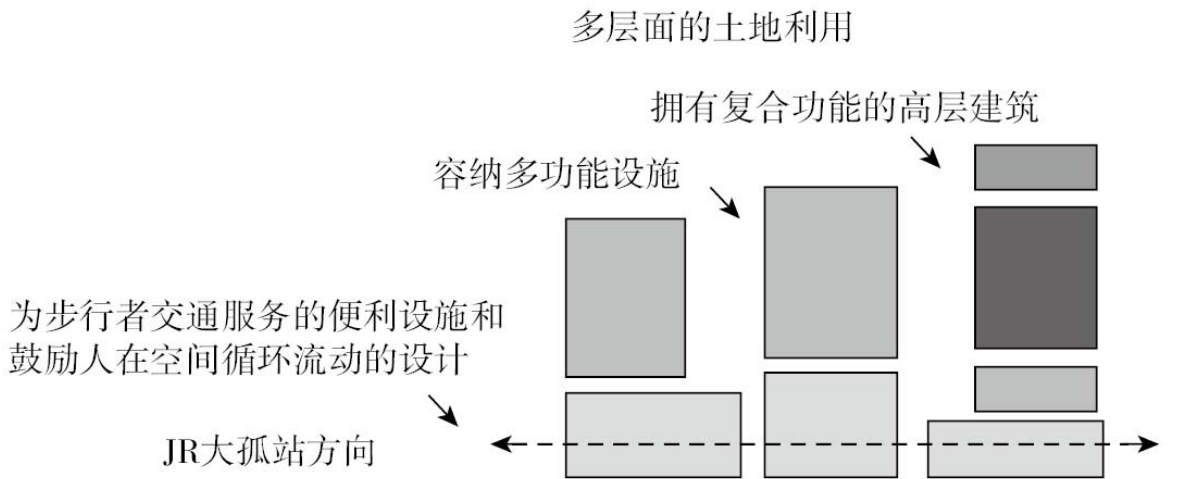 多层面的土地利用
拥有复合功能的高层建筑
容纳多功能设施
为步行者交通服务的便利设施和
鼓励人在空间循环流动的设计
JR大孤站方向